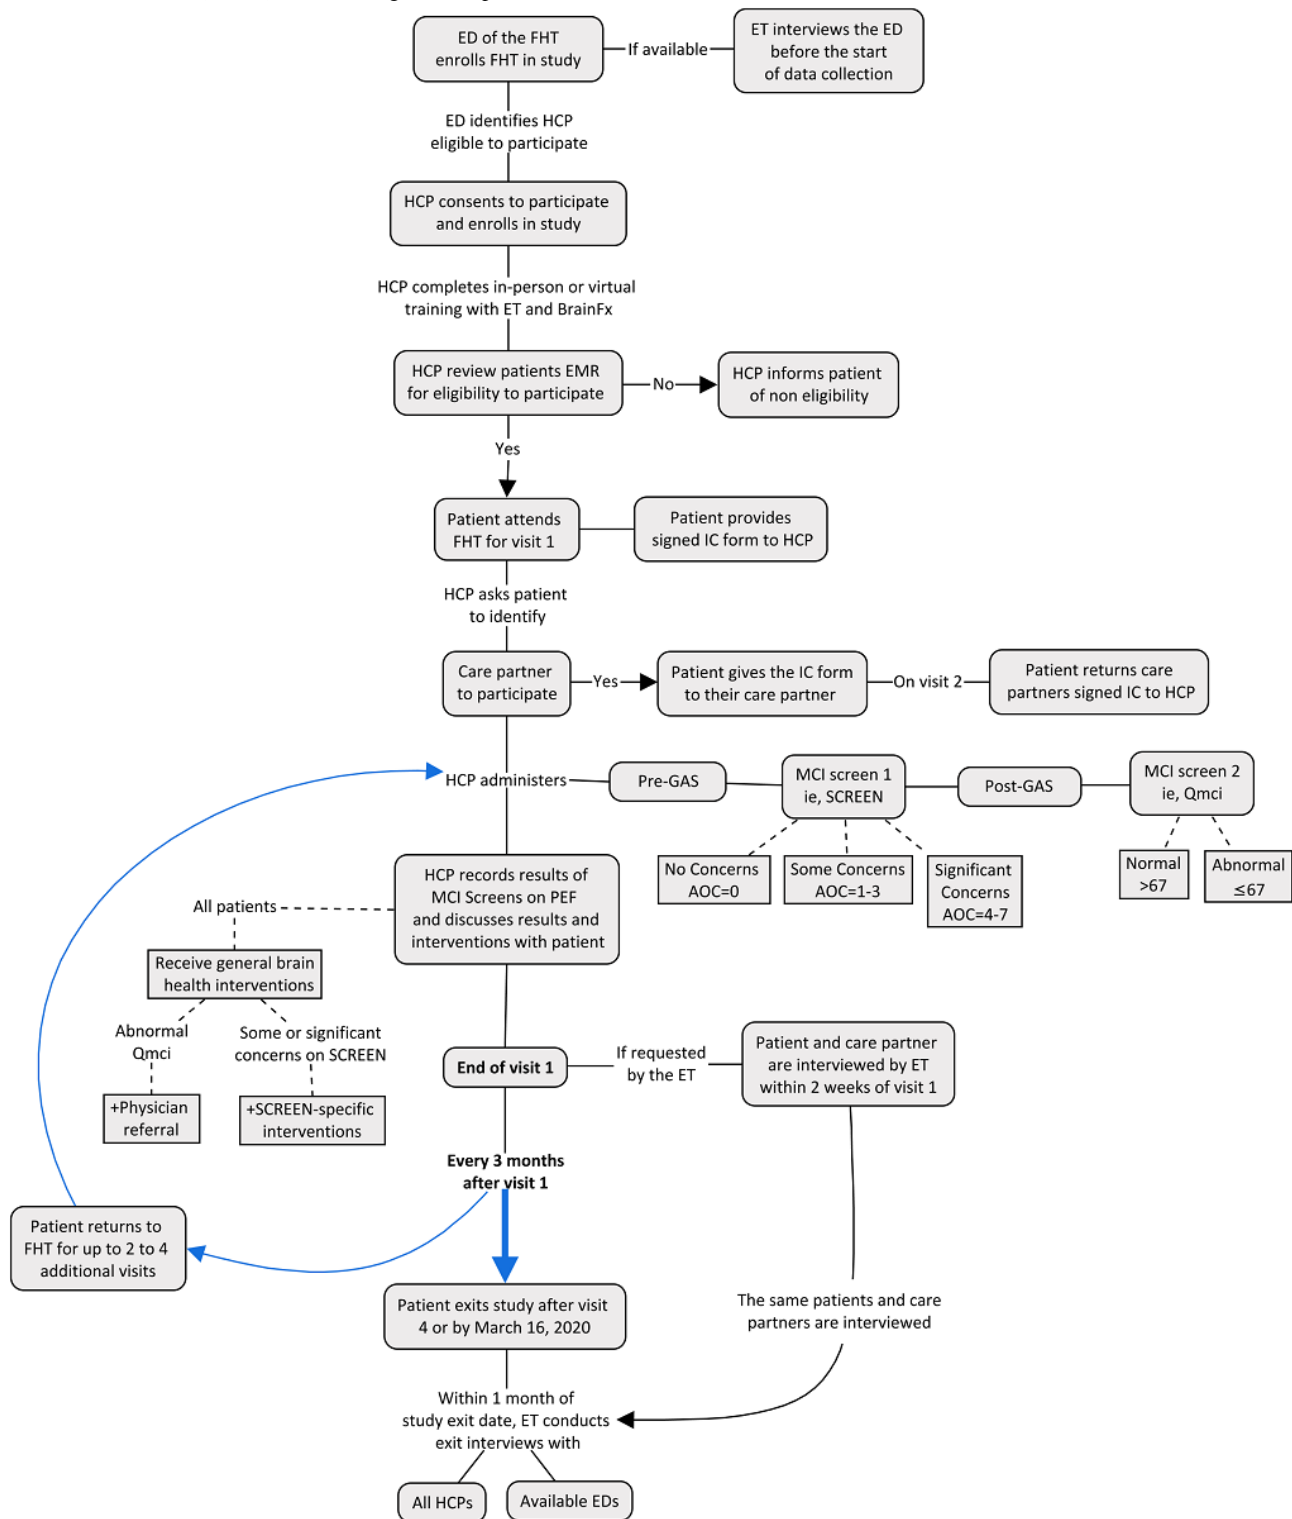 ED of the FHT
enrolls FHT in study
If available
ET interviews the ED
before the start
of data collection
ED identifies HCP
eligible to participate
HCP consents to participate
and enrolls in study
HCP completes in-person or virtual
training with ET and BrainFx
HCP review patients EMR
for eligibility to participate
No
HCP informs patient
of non eligibility
Yes
Patient attends
FHT for visit 1
Patient provides
signed IC form to HCP
HCP asks patient
to identify
Care partner
to participate
Yes
Patient gives the IC form
to their care partner
On visit 2
Patient returns care
partners signed IC to HCP
HCP administers
Pre-GAS
MCI screen 1
ie, SCREEN
Post-GAS
MCI screen 2
ie, Qmci
No Concerns
AOC=0
Some Concerns
AOC=1-3
Significant
Concerns
AOC=4-7
Normal
>67
Abnormal
≤67
HCP records results of
MCI Screens on PEF
and discusses results and
interventions with patient
All patients
Receive general brain
health interventions
Abnormal
Qmci
Some or significant
concerns on SCREEN
+Physician
referral
+SCREEN-specific
interventions
End of visit 1
If requested
by the ET
Patient and care partner
are interviewed by ET
within 2 weeks of visit 1
Every 3 months
after visit 1
Patient returns to
FHT for up to 2 to 4
additional visits
Patient exits study after visit
4 or by March 16, 2020
The same patients and care
partners are interviewed
Within 1 month of
study exit date, ET conducts
exit interviews with
All HCPs
Available EDs